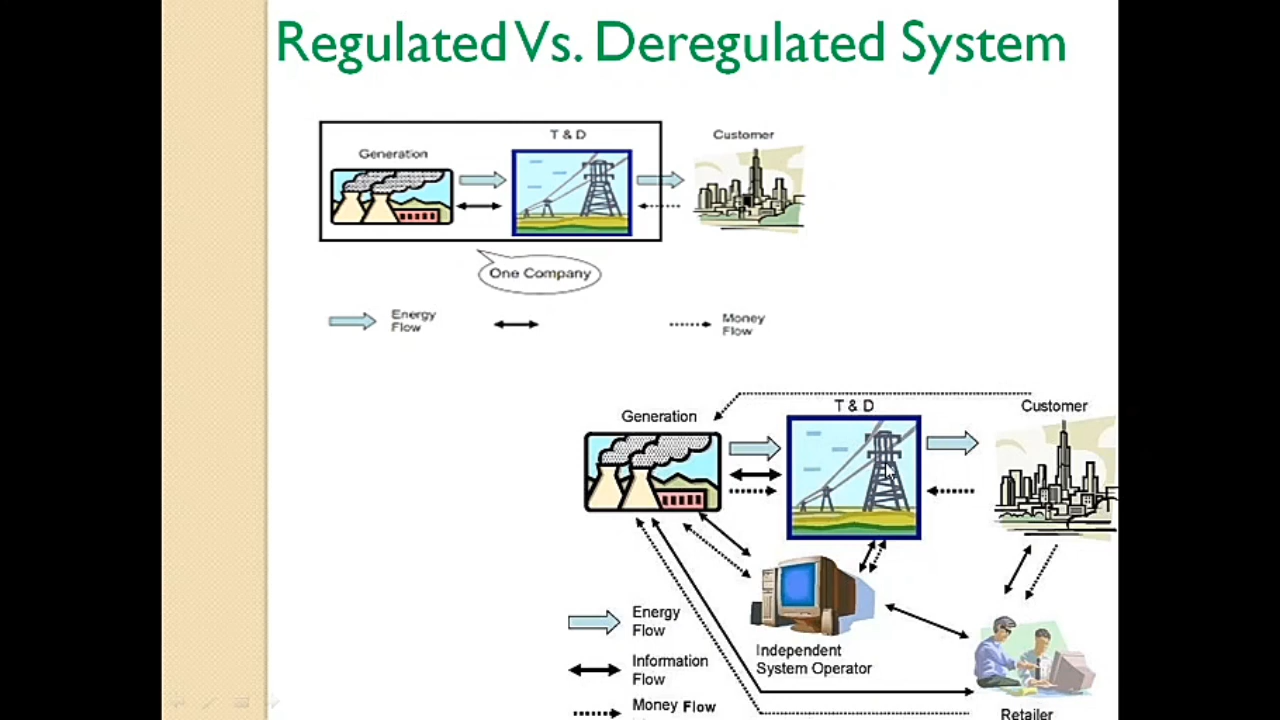 Regulated Vs. Deregulated System
T & D
Customer
Generation
One Company
Energy
Flow
Money
Flow
T & D
Customer
Generation
Energy
Flow
Independent
System Operator
Information
Flow
Money Flow
Retailer